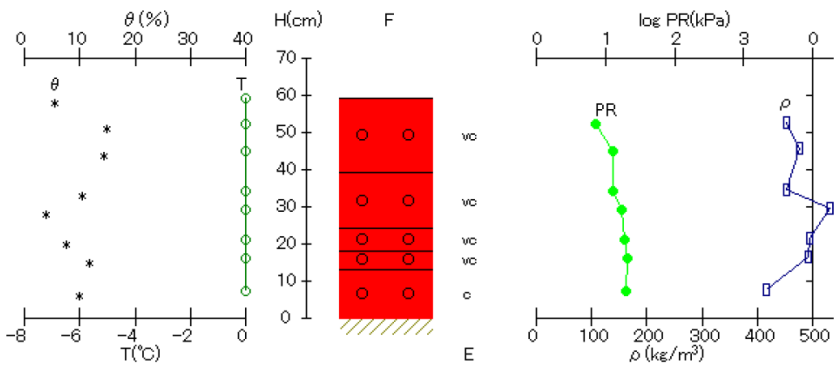 θ(%)
0 10 20 30 40
θ
T
-8 -6 -4 -2 0
T(℃)
H(cm)
70
60
50
40
30
20
10
0
F
vc
vc
vc
vc
c
E
log PR(kPa)
0 1 2 3 60
PR
ρ
0 100 200 300 400 500
ρ(kg/m³)